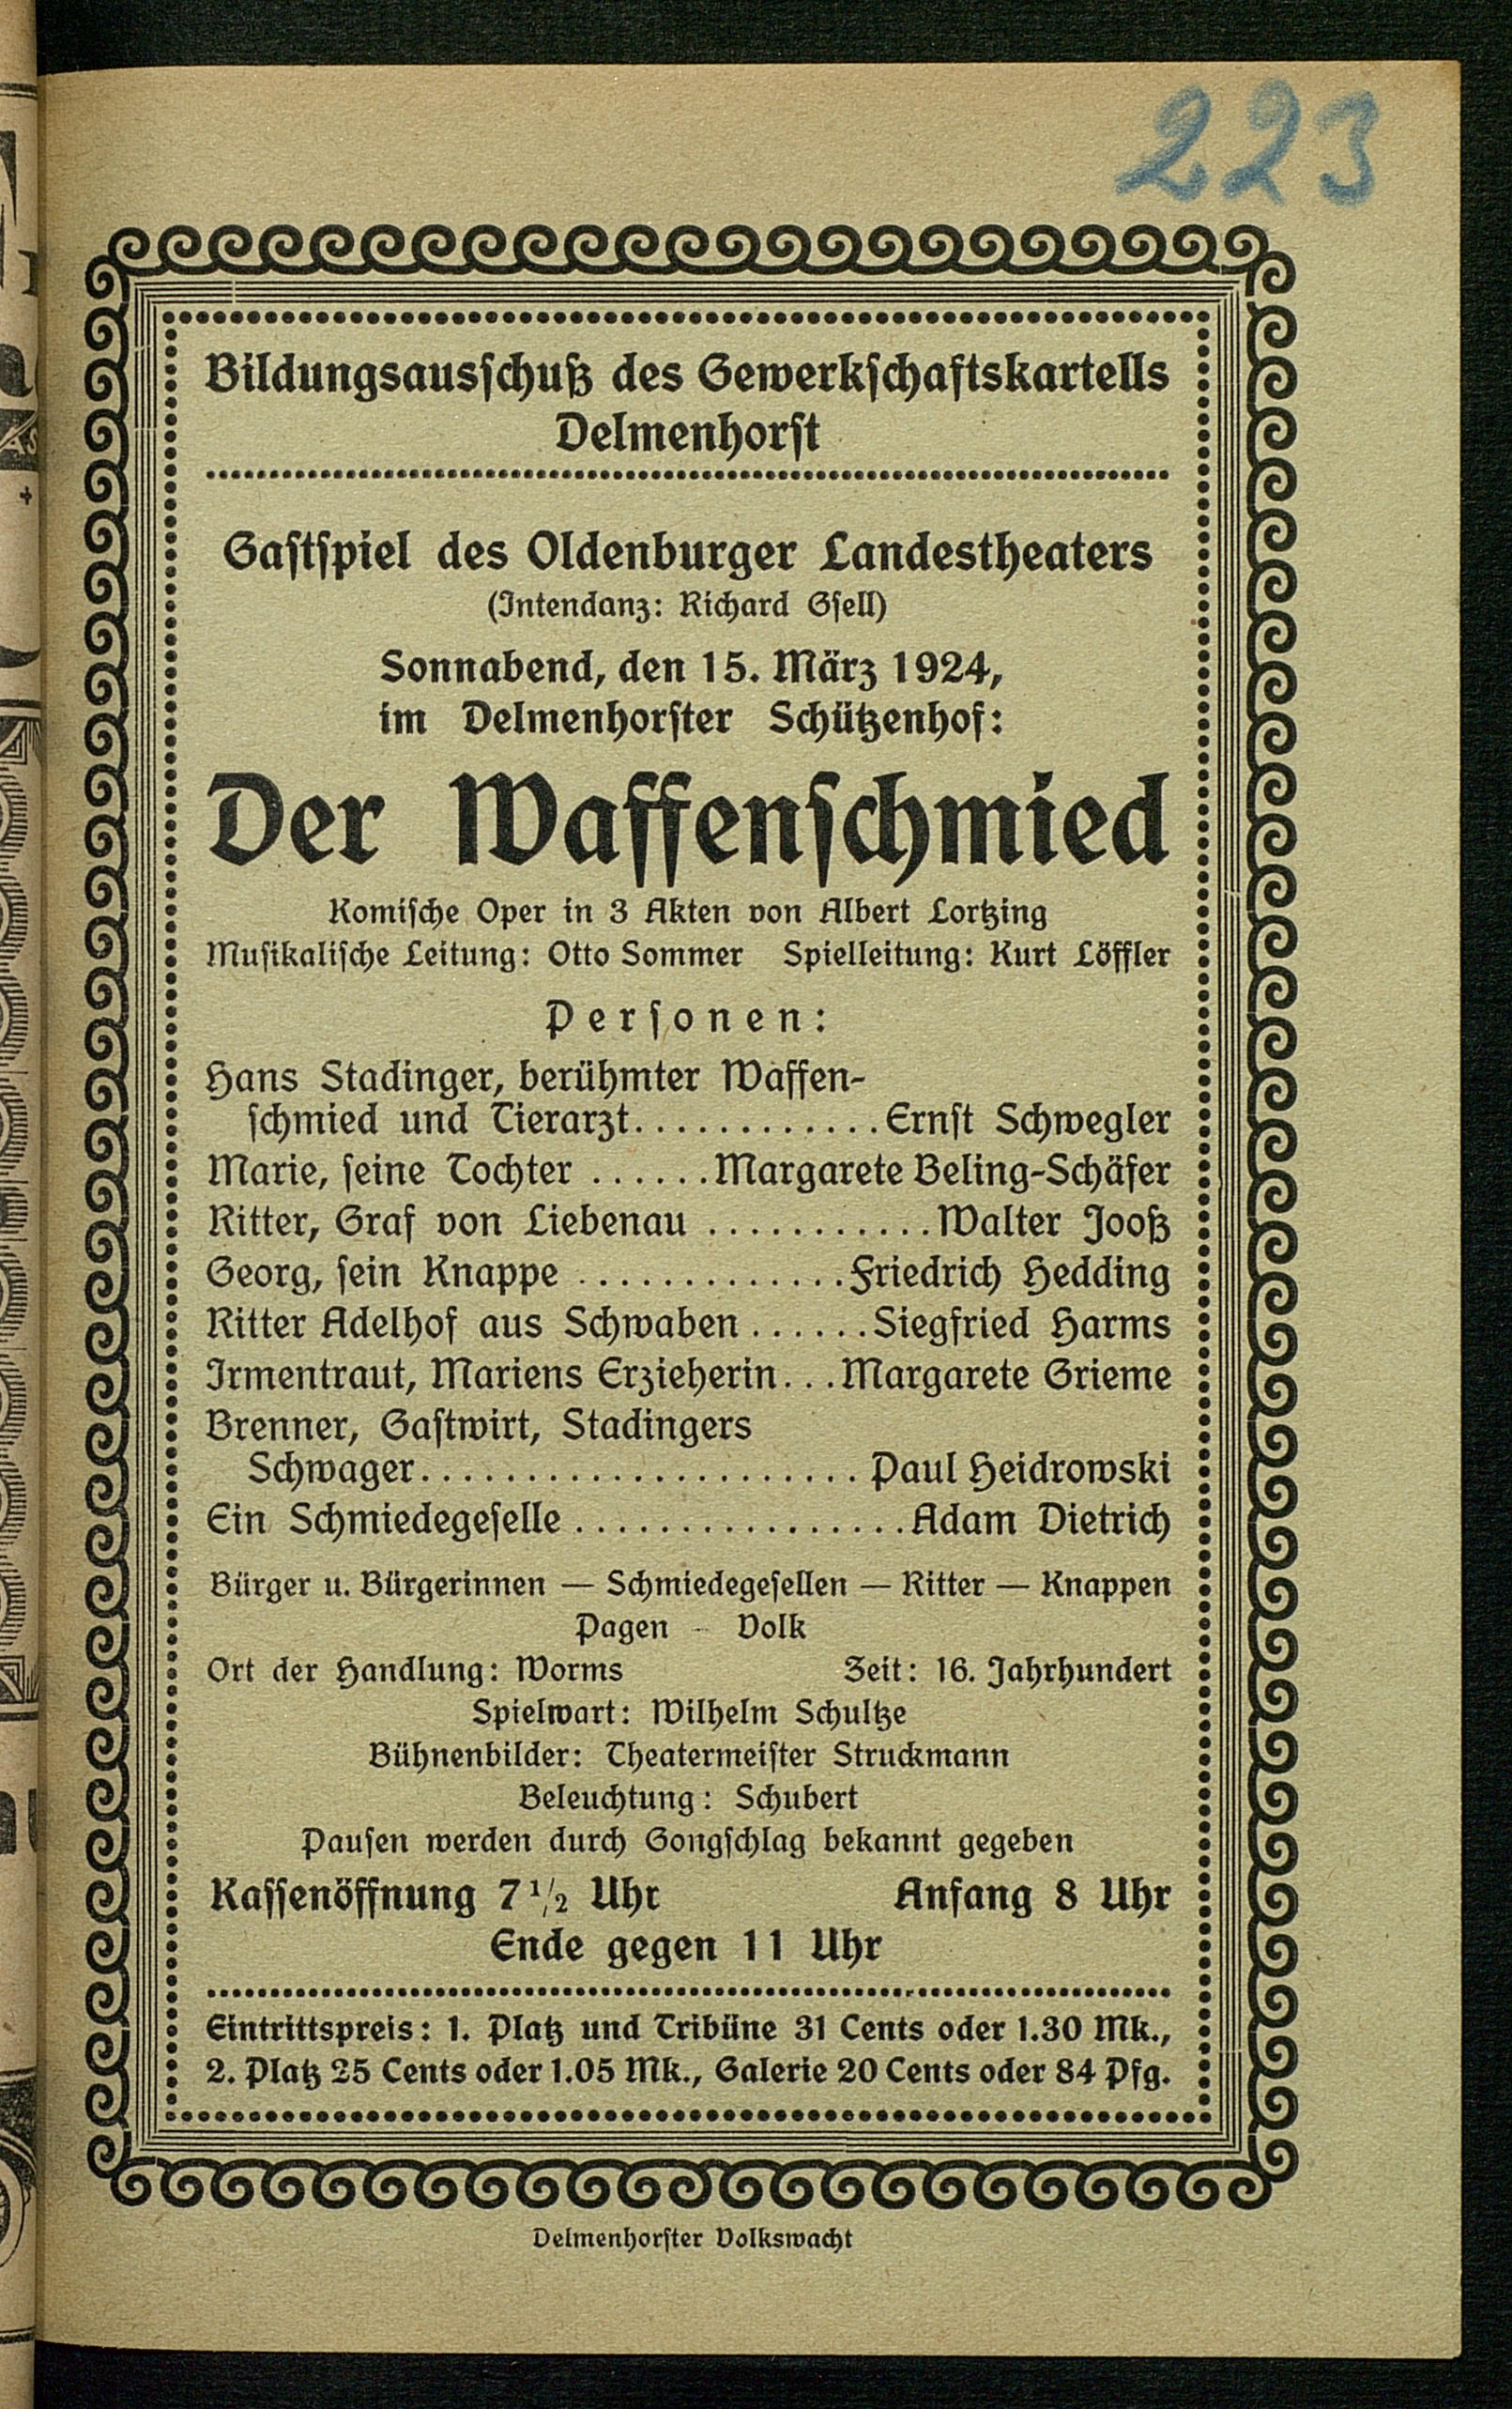 223
Bildungsausschuß des Gewerkschaftskartells
Delmenhorst
Gastspiel des Oldenburger Landestheaters
(Intendanz: Richard Gsell)
Sonnabend, den 15. März 1924,
im Delmenhorster Schützenhof:
Der Waffenschmied
Komische Oper in 3 Akten von Albert Lortzing
Musikalische Leitung: Otto Sommer Spielleitung: Kurt Löffler
Personen:
Hans Stadinger, berühmter Waffen-
schmied und Tierarzt............Ernst Schwegler
Marie, seine Tochter ......Margarete Beling-Schäfer
Ritter, Graf von Liebenau ...........Walter Jooß
Georg, sein Knappe .............Friedrich Hedding
Ritter Adelhof aus Schwaben......Siegfried Harms
Irmentraut, Mariens Erzieherin...Margarete Grieme
Brenner, Gastwirt, Stadingers
Schwager.....................Paul Heidrowski
Ein Schmiedegeselle................Adam Dietrich
Bürger u. Bürgerinnen — Schmiedegesellen — Ritter — Knappen
Pagen - Volk
Ort der Handlung: Worms Zeit: 16. Jahrhundert
Spielwart: Wilhelm Schultze
Bühnenbilder: Theatermeister Struckmann
Beleuchtung: Schubert
Pausen werden durch Gongschlag bekannt gegeben
Kassenöffnung 7 1/2 Uhr Anfang 8 Uhr
Ende gegen 11 Uhr
Eintrittspreis: 1. Platz und Tribüne 31 Cents oder 1.30 Mk.,
2. Platz 25 Cents oder 1.05 Mk., Galerie 20 Cents oder 84 Pfg.
Delmenhorster Volkswacht